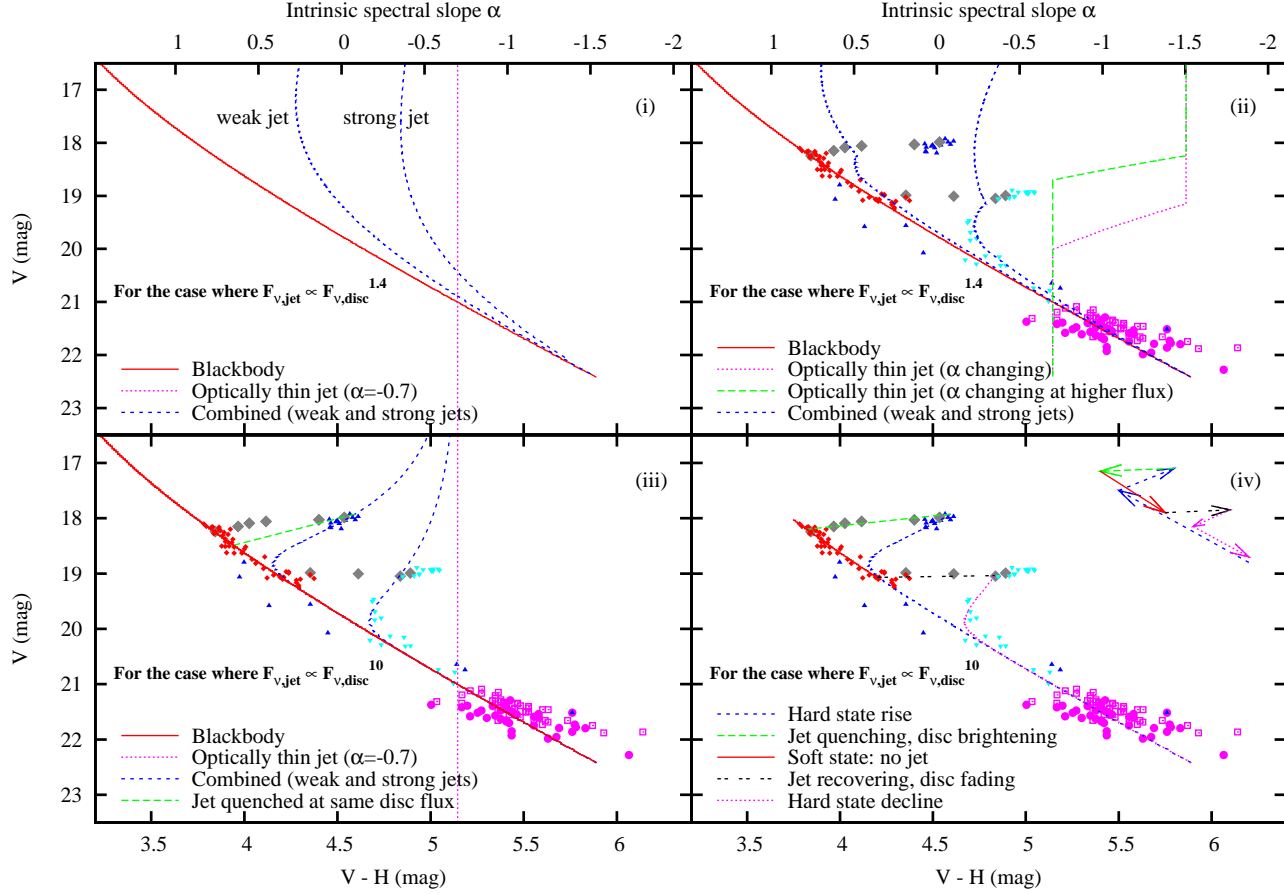 Intrinsic spectral slope α
Intrinsic spectral slope α
1 0.5 0 -0.5 -1 -1.5 -2
1 0.5 0 -0.5 -1 -1.5 -2
17
18
19
20
21
22
23
V (mag)
(i)
weak jet
strong jet
For the case where Fν,jet ∝ Fν,disc^1.4
Blackbody
Optically thin jet (α=-0.7)
Combined (weak and strong jets)
(ii)
For the case where Fν,jet ∝ Fν,disc^1.4
Blackbody
Optically thin jet (α changing)
Optically thin jet (α changing at higher flux)
Combined (weak and strong jets)
17
18
19
20
21
22
23
V (mag)
(iii)
For the case where Fν,jet ∝ Fν,disc^10
Blackbody
Optically thin jet (α=-0.7)
Combined (weak and strong jets)
Jet quenched at same disc flux
3.5 4 4.5 5 5.5 6
V - H (mag)
(iv)
For the case where Fν,jet ∝ Fν,disc^10
Hard state rise
Jet quenching, disc brightening
Soft state: no jet
Jet recovering, disc fading
Hard state decline
3.5 4 4.5 5 5.5 6
V - H (mag)